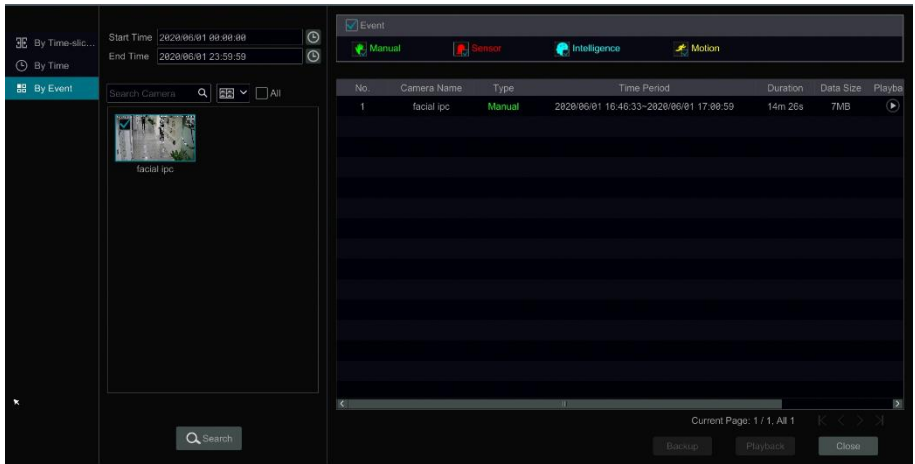 By Time-slic...
By Time
By Event
Start Time 2020/06/01 00:00:00
End Time 2020/06/01 23:59:59
Search Camera All
facial ipc
Search
Event
Manual Sensor Intelligence Motion
No. Camera Name Type Time Period Duration Data Size Playba
1 facial ipc Manual 2020/06/01 16:46:33~2020/06/01 17:00:59 14m 26s 7MB
Current Page: 1 / 1, All 1
Backup Playback Close